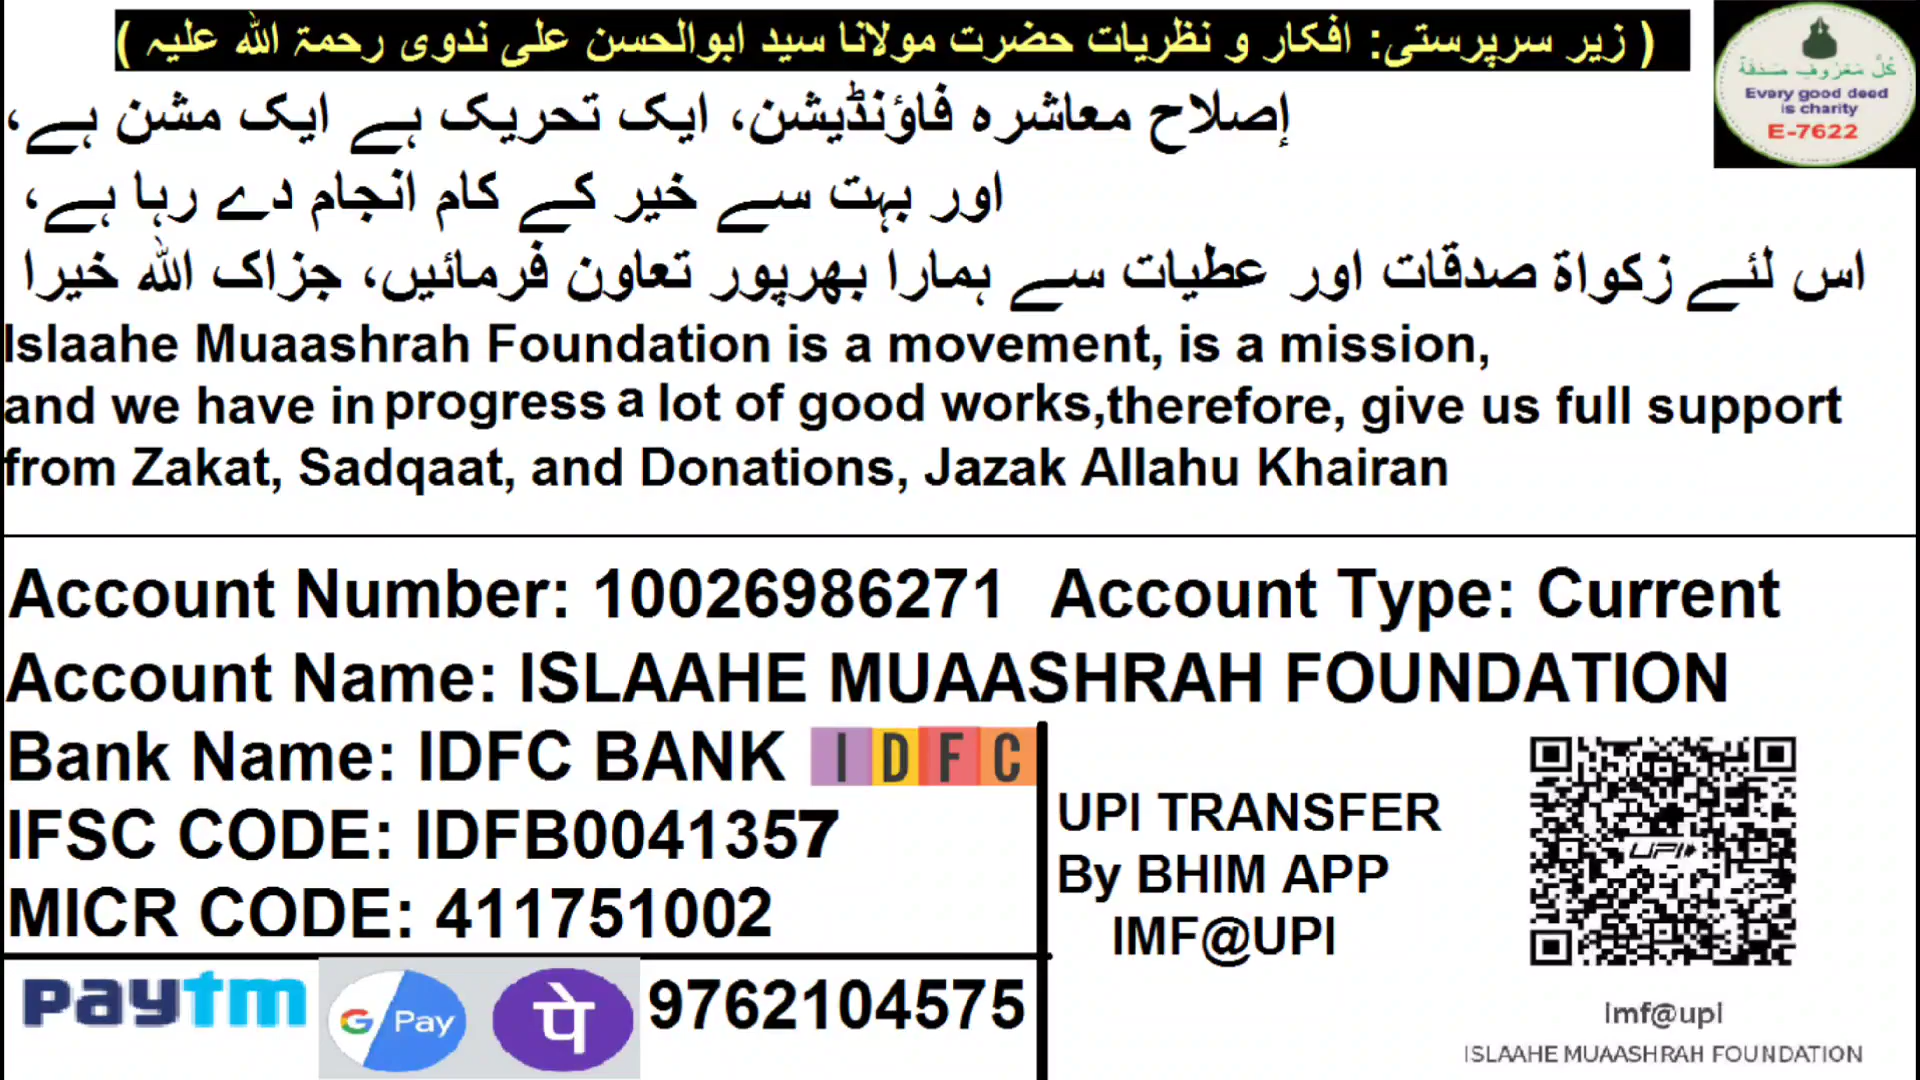 ( زیر سرپرستی: افکار و نظریات حضرت مولانا سید ابوالحسن علی ندوی رحمۃ اللہ علیہ )
كُلُّ مَعْرُوفٍ صَدَقَةٌ
Every good deed
is charity
E-7622
إصلاح معاشرہ فاؤنڈیشن، ایک تحریک ہے ایک مشن ہے،
اور بہت سے خیر کے کام انجام دے رہا ہے،
اس لئے زکواۃ صدقات اور عطیات سے ہمارا بھرپور تعاون فرمائیں، جزاک اللہ خیرا
Islaahe Muaashrah Foundation is a movement, is a mission,
and we have in progress a lot of good works,therefore, give us full support
from Zakat, Sadqaat, and Donations, Jazak Allahu Khairan
Account Number: 10026986271 Account Type: Current
Account Name: ISLAAHE MUAASHRAH FOUNDATION
Bank Name: IDFC BANK IDFC
IFSC CODE: IDFB0041357
MICR CODE: 411751002
UPI TRANSFER
By BHIM APP
IMF@UPI
UPI
paytm G Pay पे 9762104575
imf@upi
ISLAAHE MUAASHRAH FOUNDATION